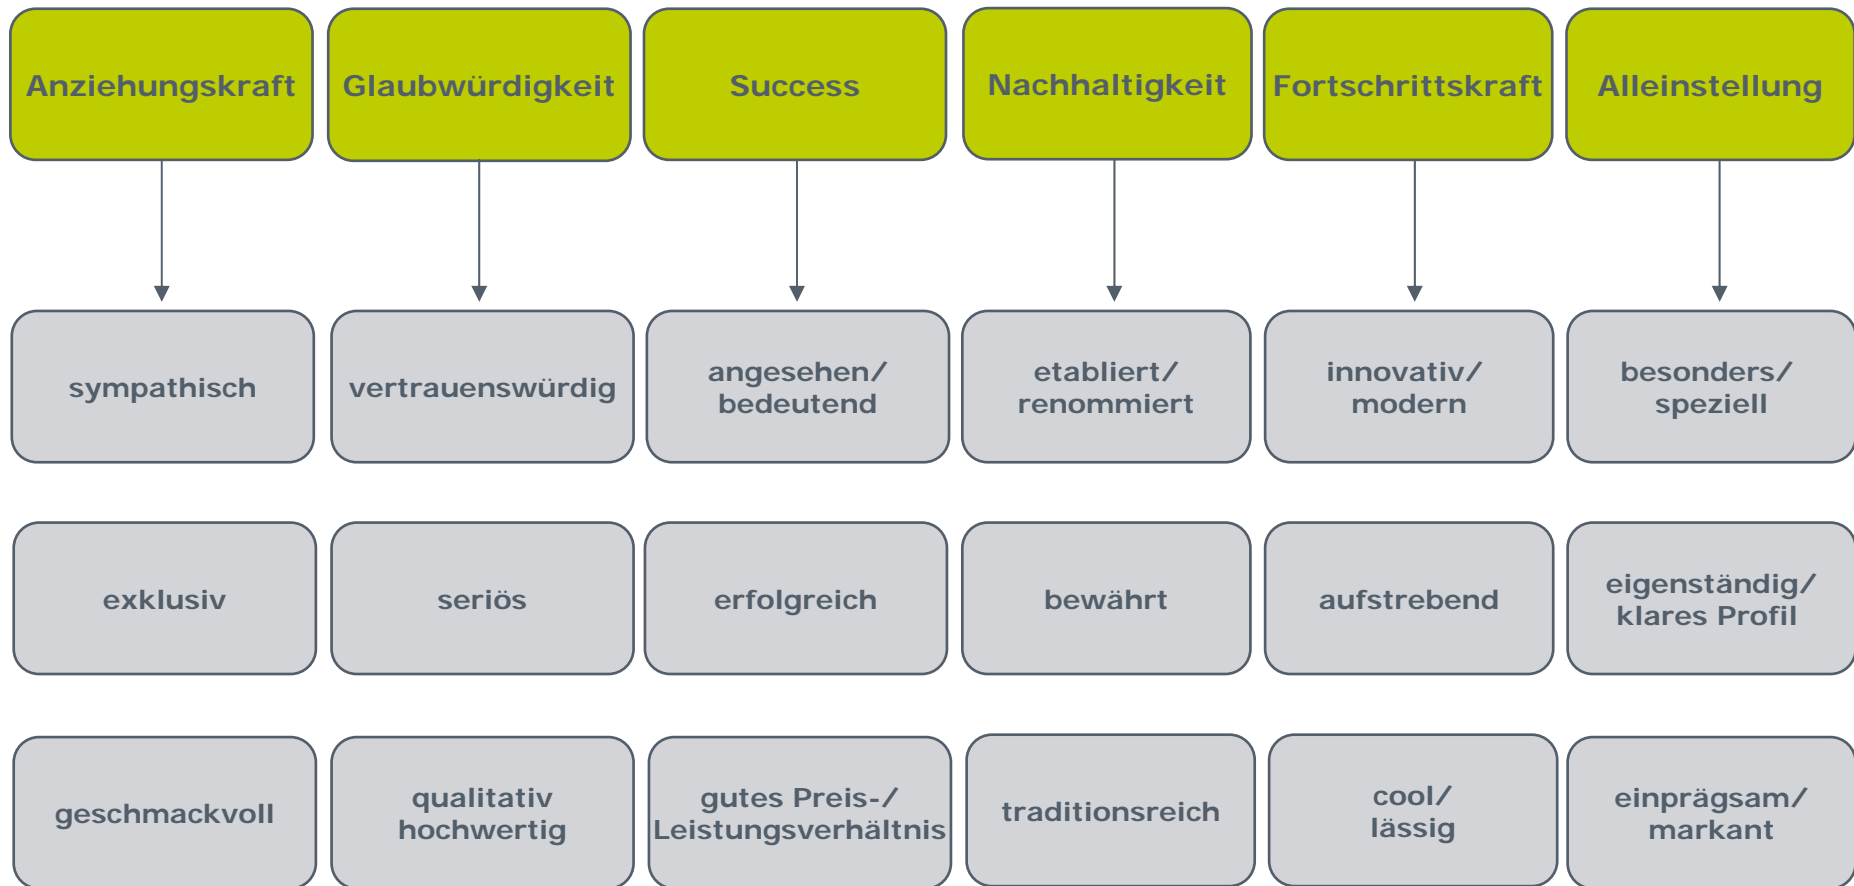 Anziehungskraft
Glaubwürdigkeit
Success
Nachhaltigkeit
Fortschrittskraft
Alleinstellung
sympathisch
vertrauenswürdig
angesehen/
bedeutend
etabliert/
renommiert
innovativ/
modern
besonders/
speziell
exklusiv
seriös
erfolgreich
bewährt
aufstrebend
eigenständig/
klares Profil
geschmackvoll
qualitativ
hochwertig
gutes Preis-/
Leistungsverhältnis
traditionsreich
cool/
lässig
einprägsam/
markant